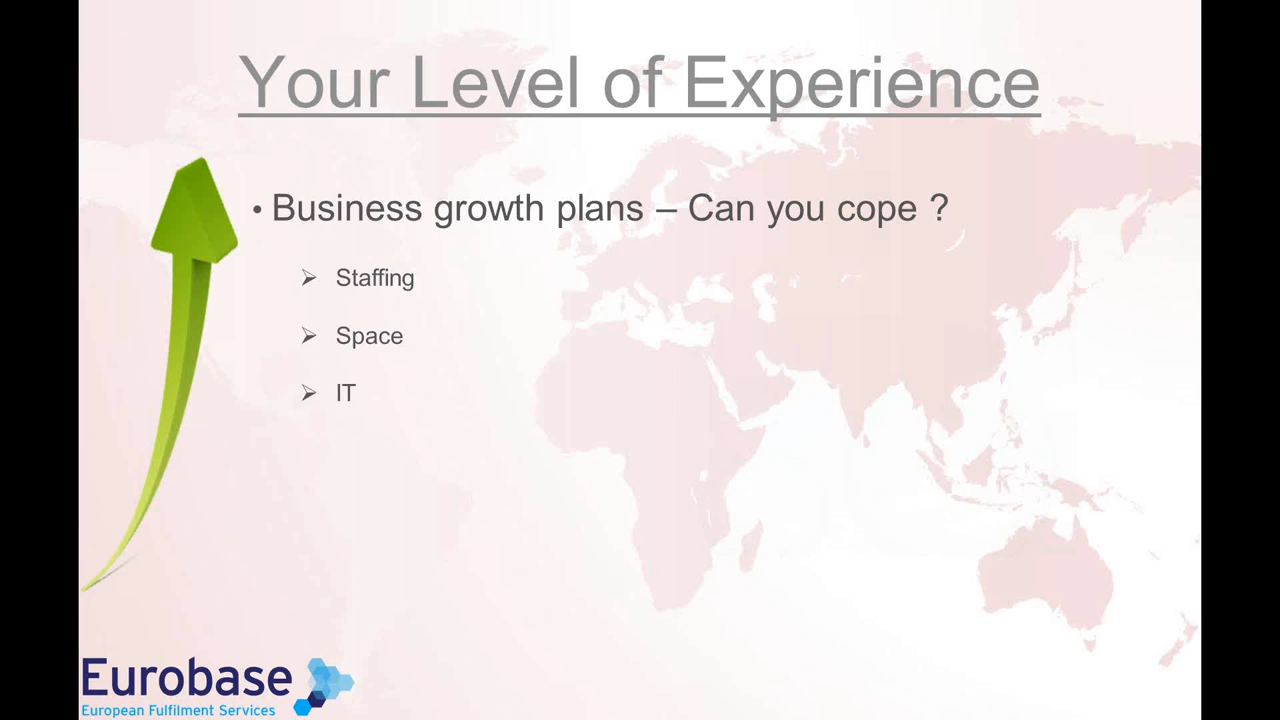 Your Level of Experience
• Business growth plans – Can you cope ?
➢ Staffing
➢ Space
➢ IT
Eurobase
European Fulfilment Services